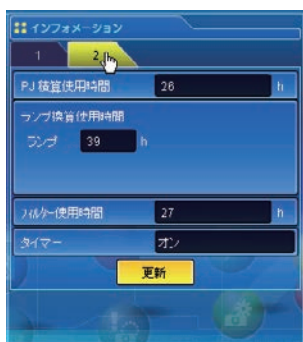 インフォメーション
1 2
PJ 積算使用時間 26 h
ランプ換算使用時間
ランプ 39 h
フィルター使用時間 27 h
タイマー オン
更新